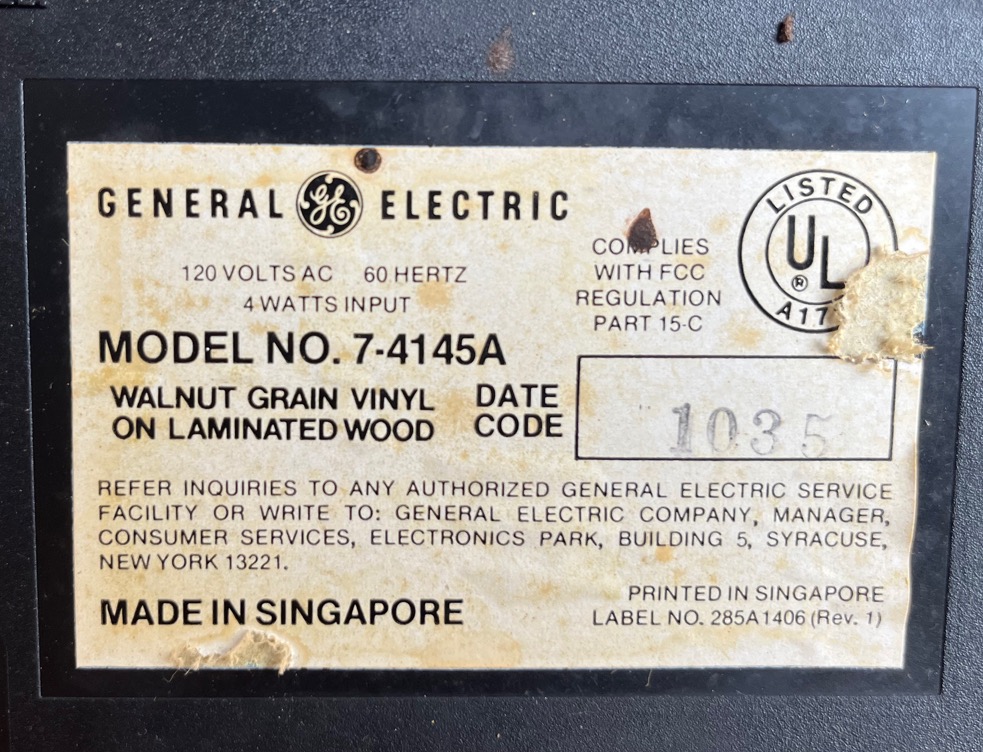 GENERAL GE ELECTRIC
120 VOLTS AC 60 HERTZ
4 WATTS INPUT
COMPLIES
WITH FCC
REGULATION
PART 15-C
LISTED
UL
®
MODEL NO. 7-4145A
WALNUT GRAIN VINYL
ON LAMINATED WOOD
DATE
CODE
1035
REFER INQUIRIES TO ANY AUTHORIZED GENERAL ELECTRIC SERVICE
FACILITY OR WRITE TO: GENERAL ELECTRIC COMPANY, MANAGER,
CONSUMER SERVICES, ELECTRONICS PARK, BUILDING 5, SYRACUSE,
NEW YORK 13221.
MADE IN SINGAPORE
PRINTED IN SINGAPORE
LABEL NO. 285A1406 (Rev. 1)